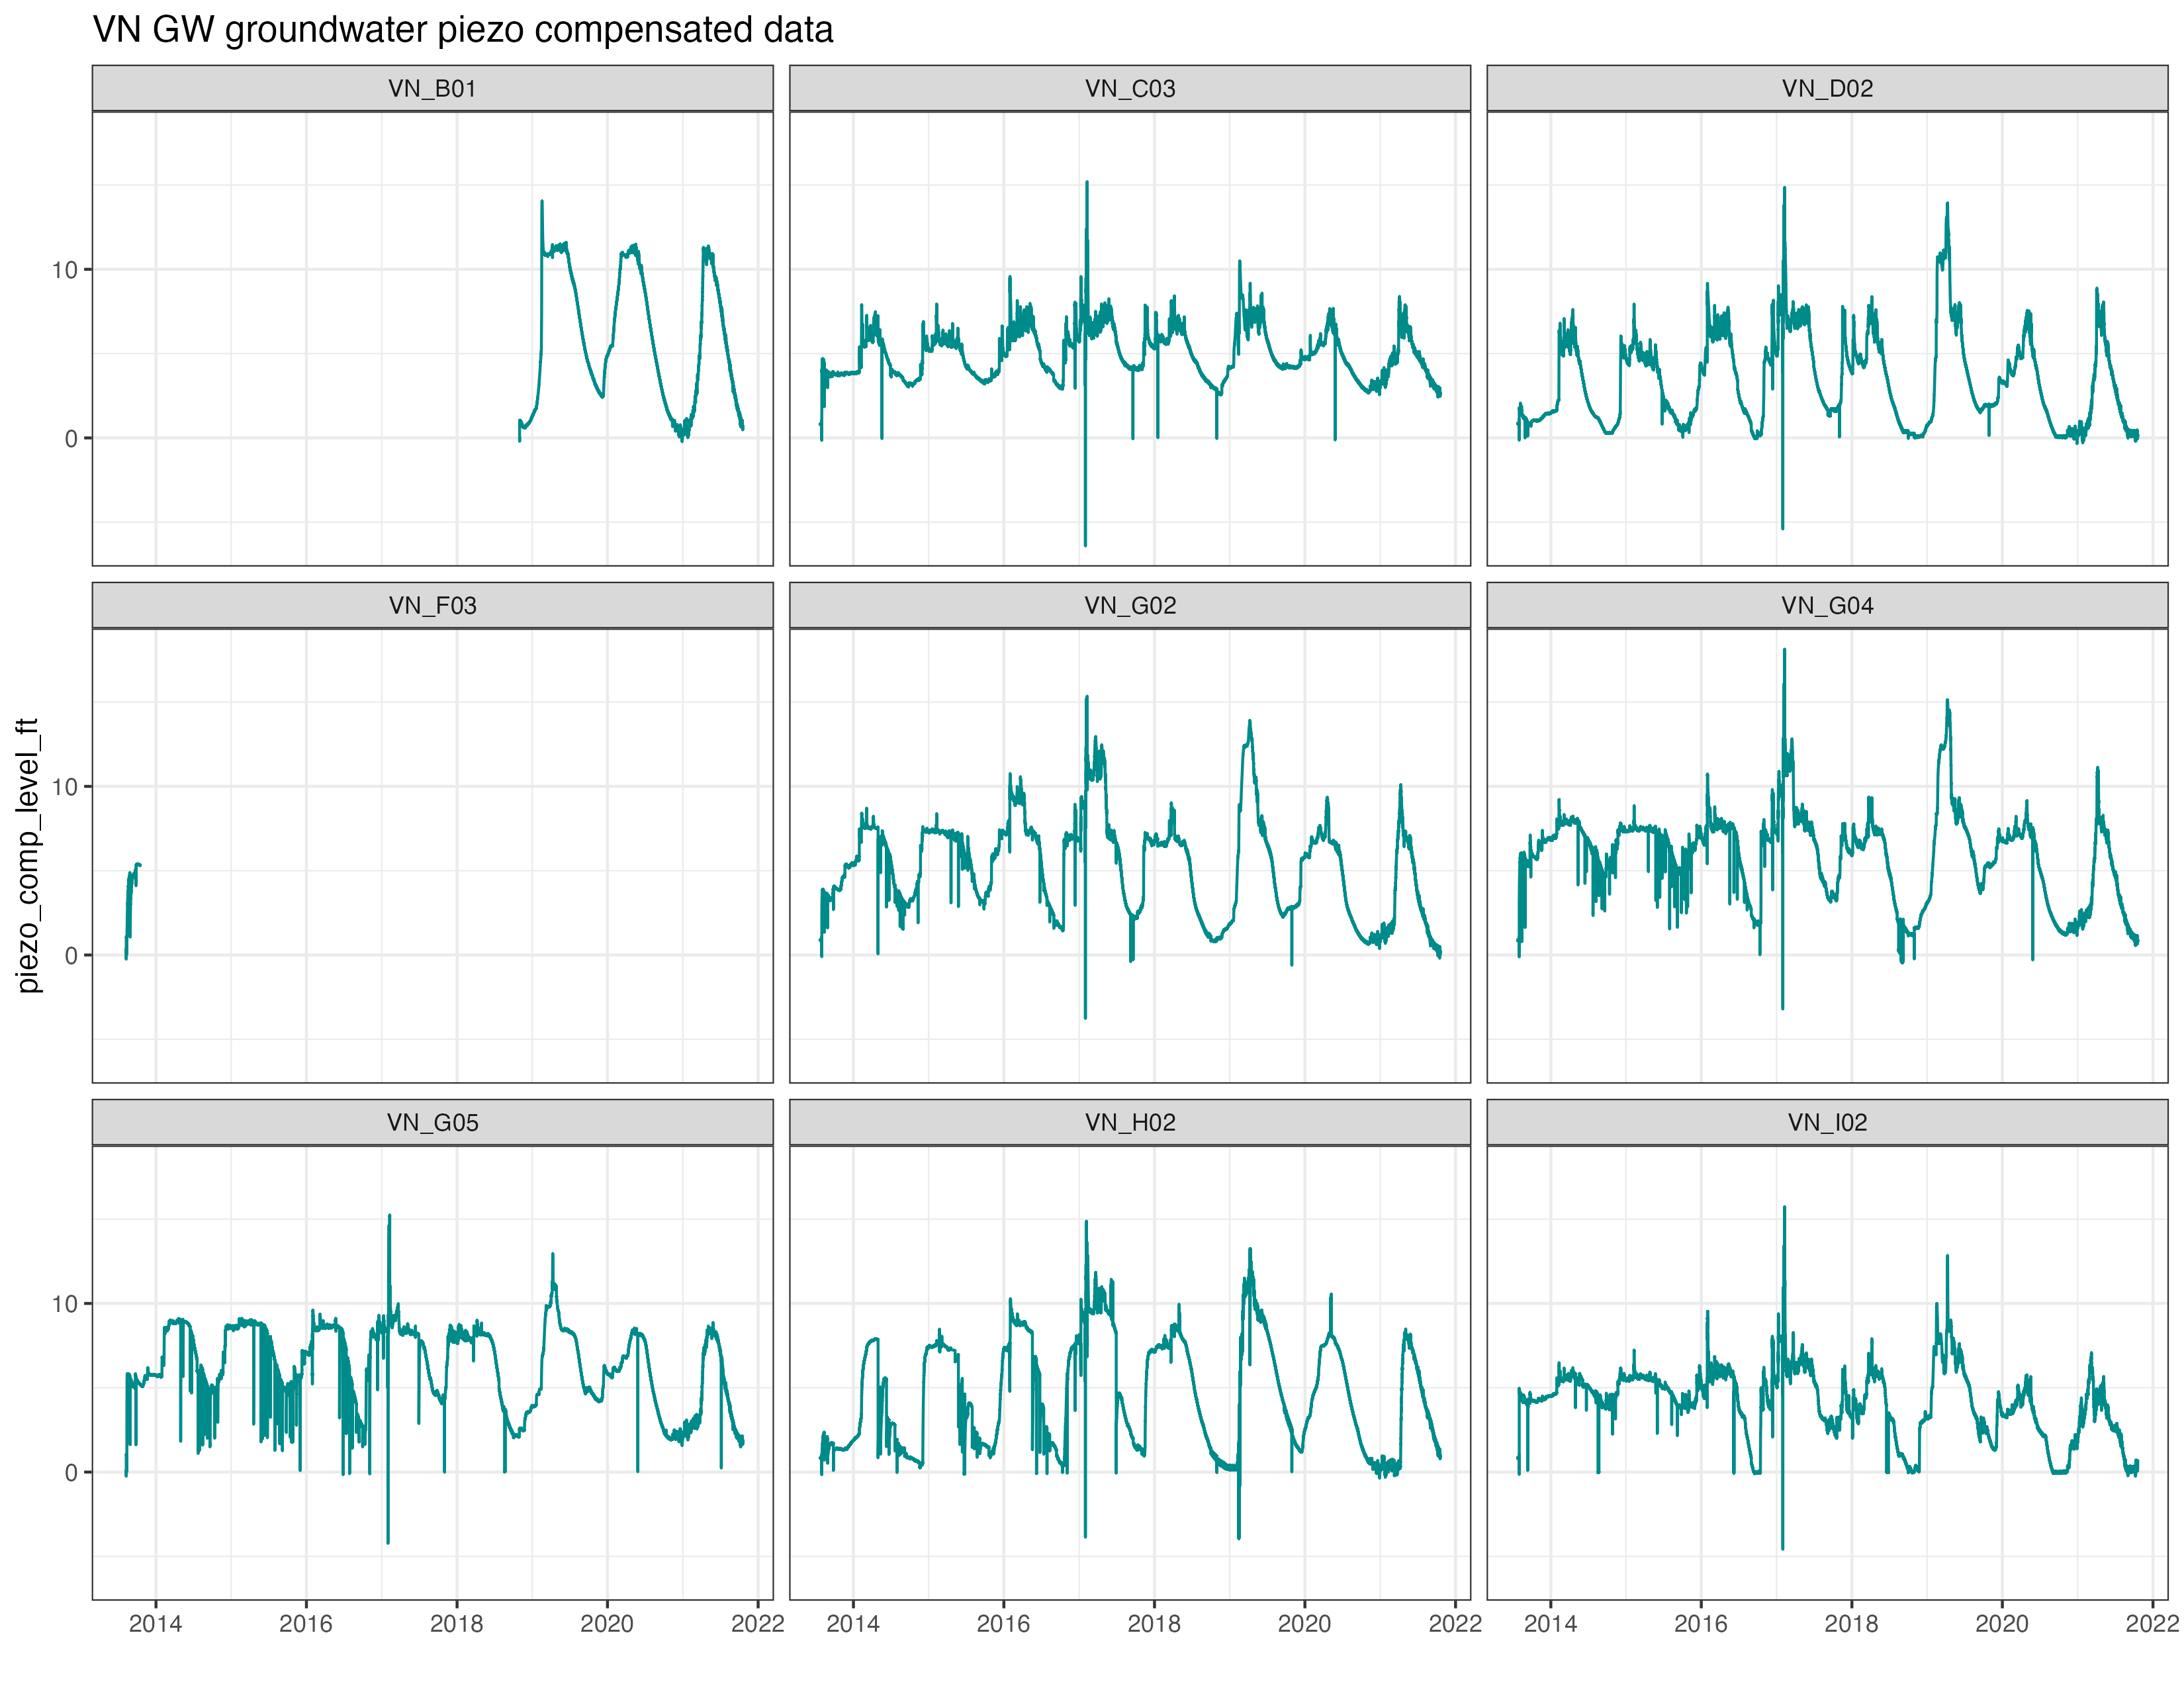 VN GW groundwater piezo compensated data
VN_B01 VN_C03 VN_D02
10
0
VN_F03 VN_G02 VN_G04
piezo_comp_level_ft
10
0
VN_G05 VN_H02 VN_I02
10
0
2014 2016 2018 2020 2022 2014 2016 2018 2020 2022 2014 2016 2018 2020 2022